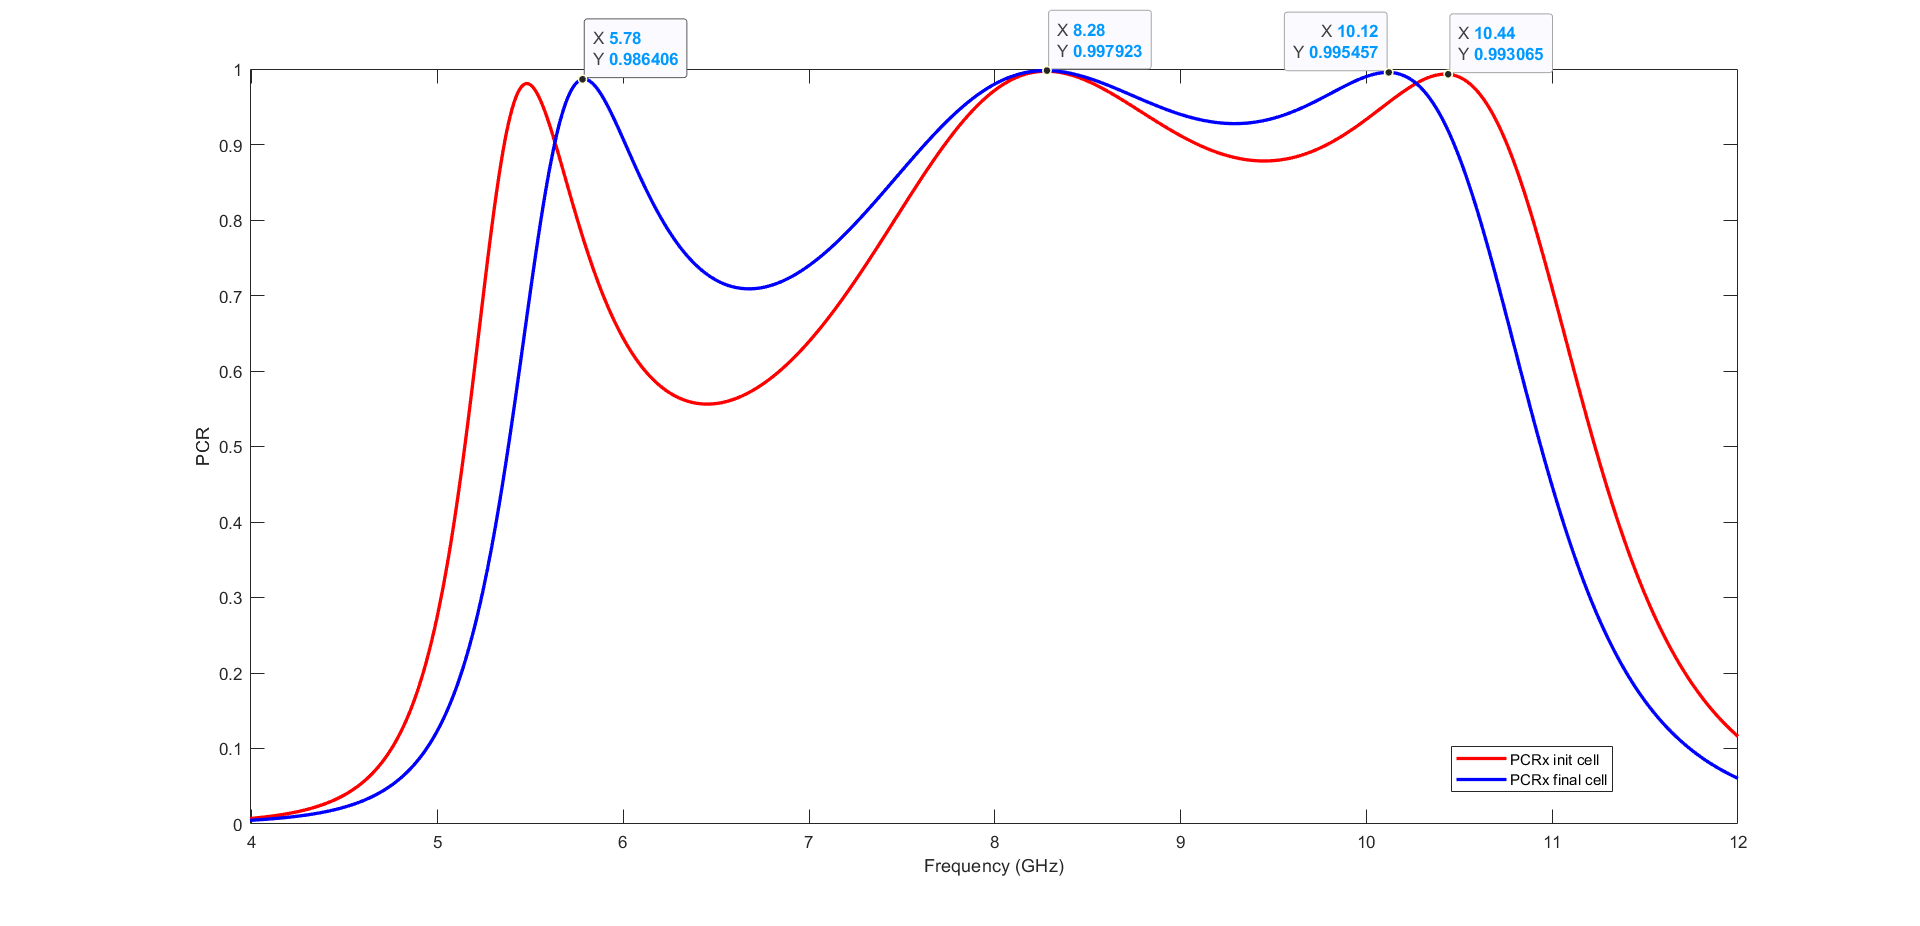 X 5.78
Y 0.986406
X 8.28
Y 0.997923
X 10.12
Y 0.995457
X 10.44
Y 0.993065
1
0.9
0.8
0.7
0.6
0.5
0.4
0.3
0.2
0.1
0
PCR
4 5 6 7 8 9 10 11 12
Frequency (GHz)
PCRx init cell
PCRx final cell